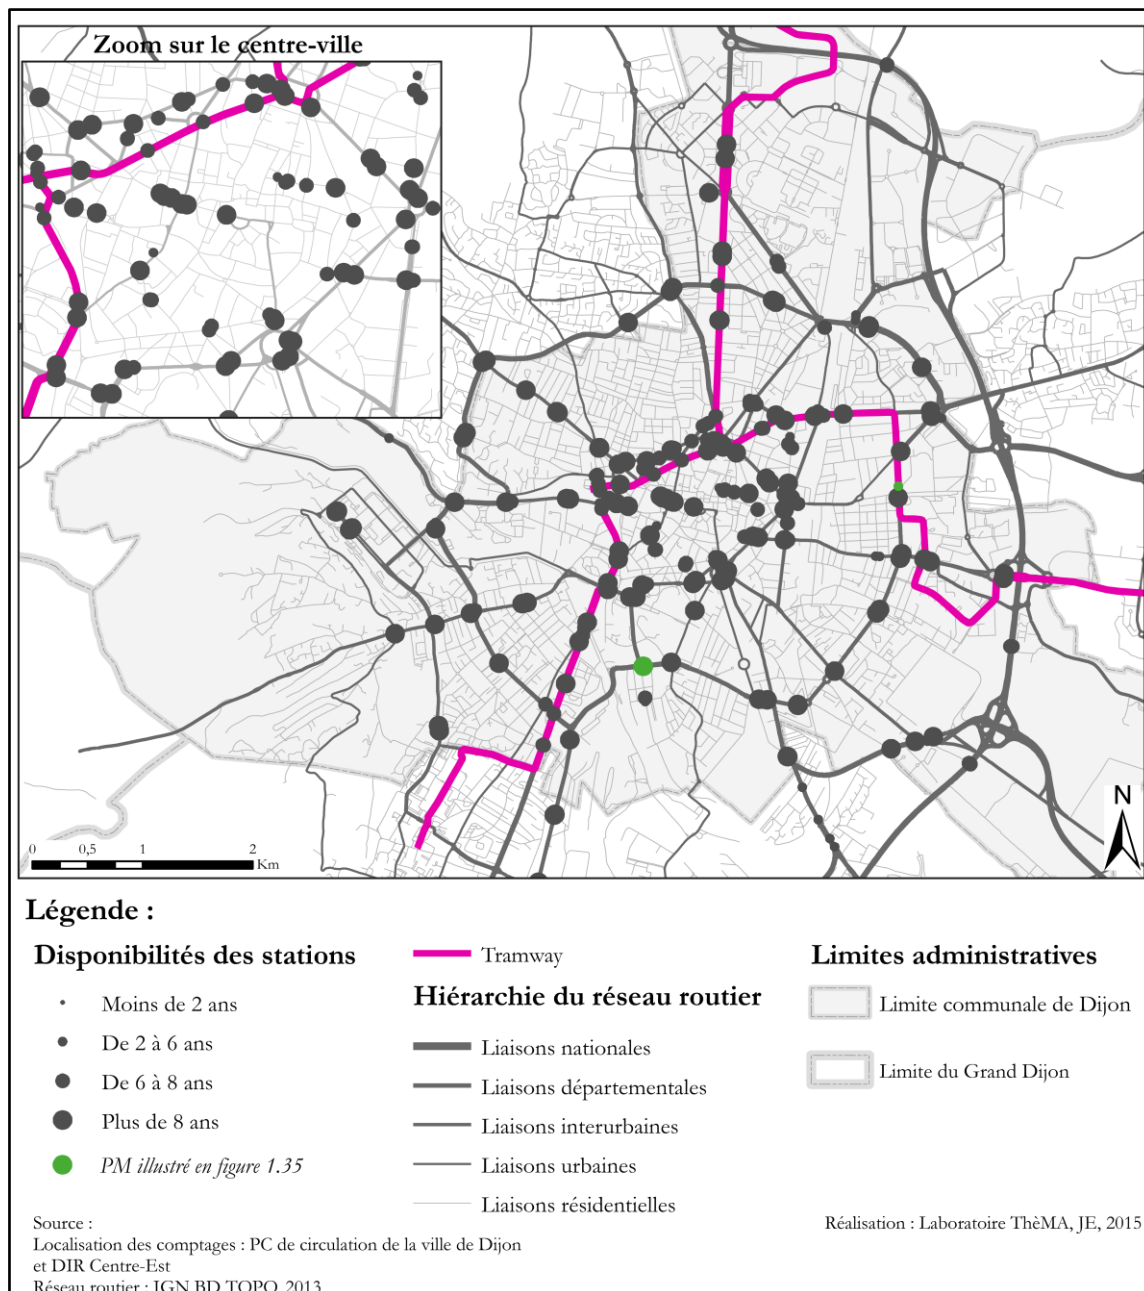 Zoom sur le centre-ville
N
0 0,5 1 2
Km
Légende :
Disponibilités des stations
Moins de 2 ans
De 2 à 6 ans
De 6 à 8 ans
Plus de 8 ans
PM illustré en figure 1.35
Tramway
Hiérarchie du réseau routier
Liaisons nationales
Liaisons départementales
Liaisons interurbaines
Liaisons urbaines
Liaisons résidentielles
Limites administratives
Limite communale de Dijon
Limite du Grand Dijon
Source :
Localisation des comptages : PC de circulation de la ville de Dijon
et DIR Centre-Est
Réseau routier : IGN BD TOPO, 2013
Réalisation : Laboratoire ThèMA, JE, 2015